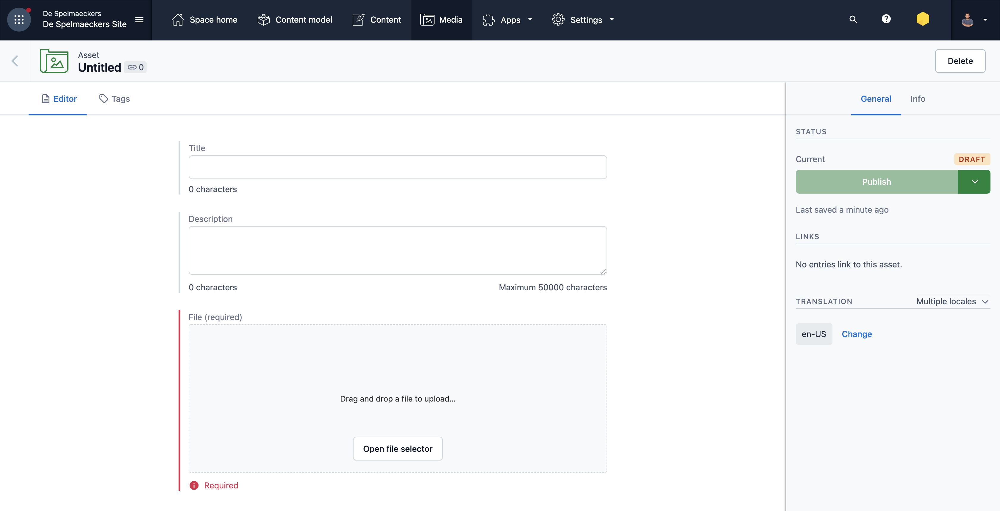 De Spelmaeckers
De Spelmaeckers Site
Space home
Content model
Content
Media
Apps
Settings
Asset
Untitled 0
Delete
Editor
Tags
General
Info
Title
0 characters
Description
0 characters
Maximum 50000 characters
File (required)
Drag and drop a file to upload...
Open file selector
Required
STATUS
Current
DRAFT
Publish
Last saved a minute ago
LINKS
No entries link to this asset.
TRANSLATION
Multiple locales
en-US
Change